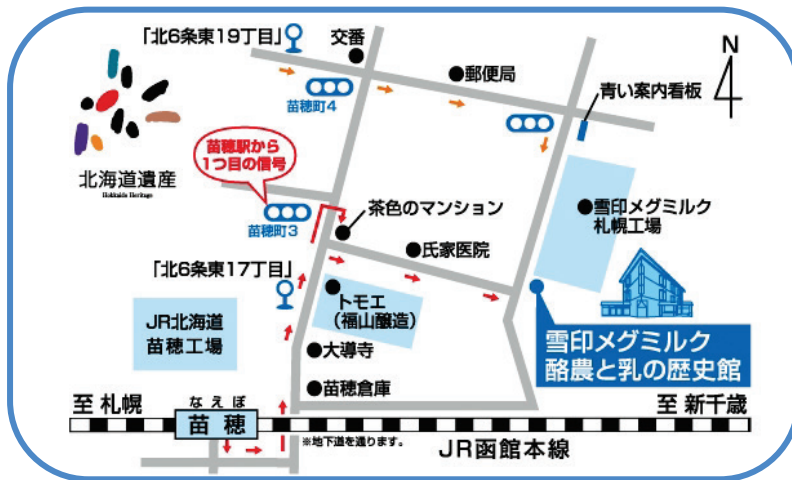 「北6条東19丁目」
交番
N
郵便局
苗穂町4
青い案内看板
苗穂駅から
1つ目の信号
北海道遺産
Hokkaido Heritage
苗穂町3
茶色のマンション
雪印メグミルク
札幌工場
氏家医院
「北6条東17丁目」
トモエ
（福山醸造）
JR北海道
苗穂工場
雪印メグミルク
酪農と乳の歴史館
大導寺
苗穂倉庫
至 札幌
なえぼ
苗穂
至 新千歳
※地下道を通ります。
JR函館本線